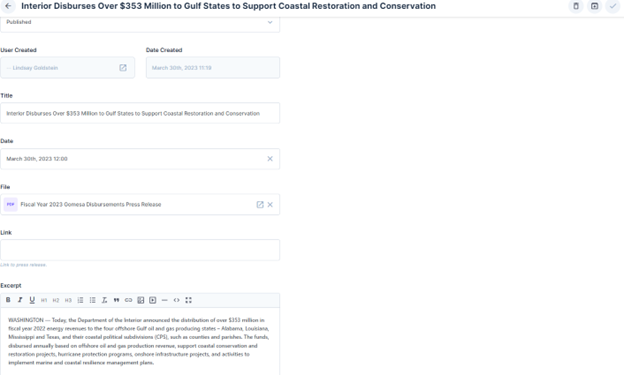 Interior Disburses Over $353 Million to Gulf States to Support Coastal Restoration and Conservation
Published
User Created
Date Created
Lindsay Goldstein
March 30th, 2023 11:19
Title
Interior Disburses Over $353 Million to Gulf States to Support Coastal Restoration and Conservation
Date
March 30th, 2023 12:00
File
PDF
Fiscal Year 2023 Gomesa Disbursements Press Release
Link
Link to press release.
Excerpt
B I U H1 H2 H3
WASHINGTON — Today, the Department of the Interior announced the distribution of over $353 million in
fiscal year 2022 energy revenues to the four offshore Gulf oil and gas producing states – Alabama, Louisiana,
Mississippi and Texas, and their coastal political subdivisions (CPS), such as counties and parishes. The funds,
disbursed annually based on offshore oil and gas production revenue, support coastal conservation and
restoration projects, hurricane protection programs, onshore infrastructure projects, and activities to
implement marine and coastal resilience management plans.